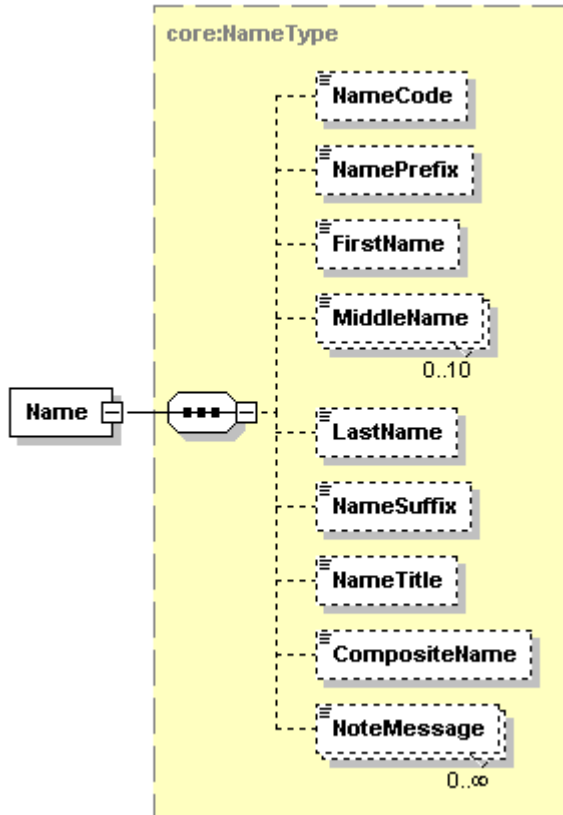 core:NameType
NameCode
NamePrefix
FirstName
MiddleName
0..10
Name
LastName
NameSuffix
NameTitle
CompositeName
NoteMessage
0..∞